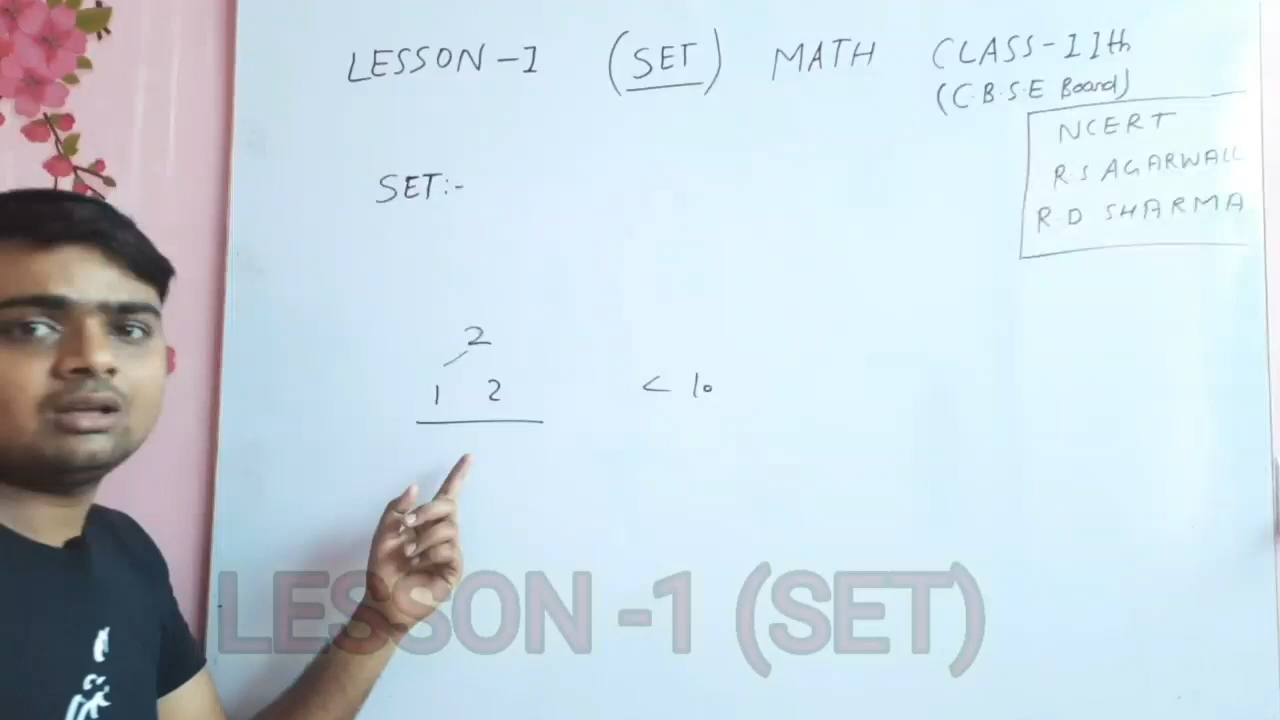 LESSON-1 (SET) MATH CLASS-11th
(C.B.S.E Board)
NCERT
R.S AGARWALL
R D SHARMA
SET:-
2
1 2 < 10
LESSON -1 (SET)